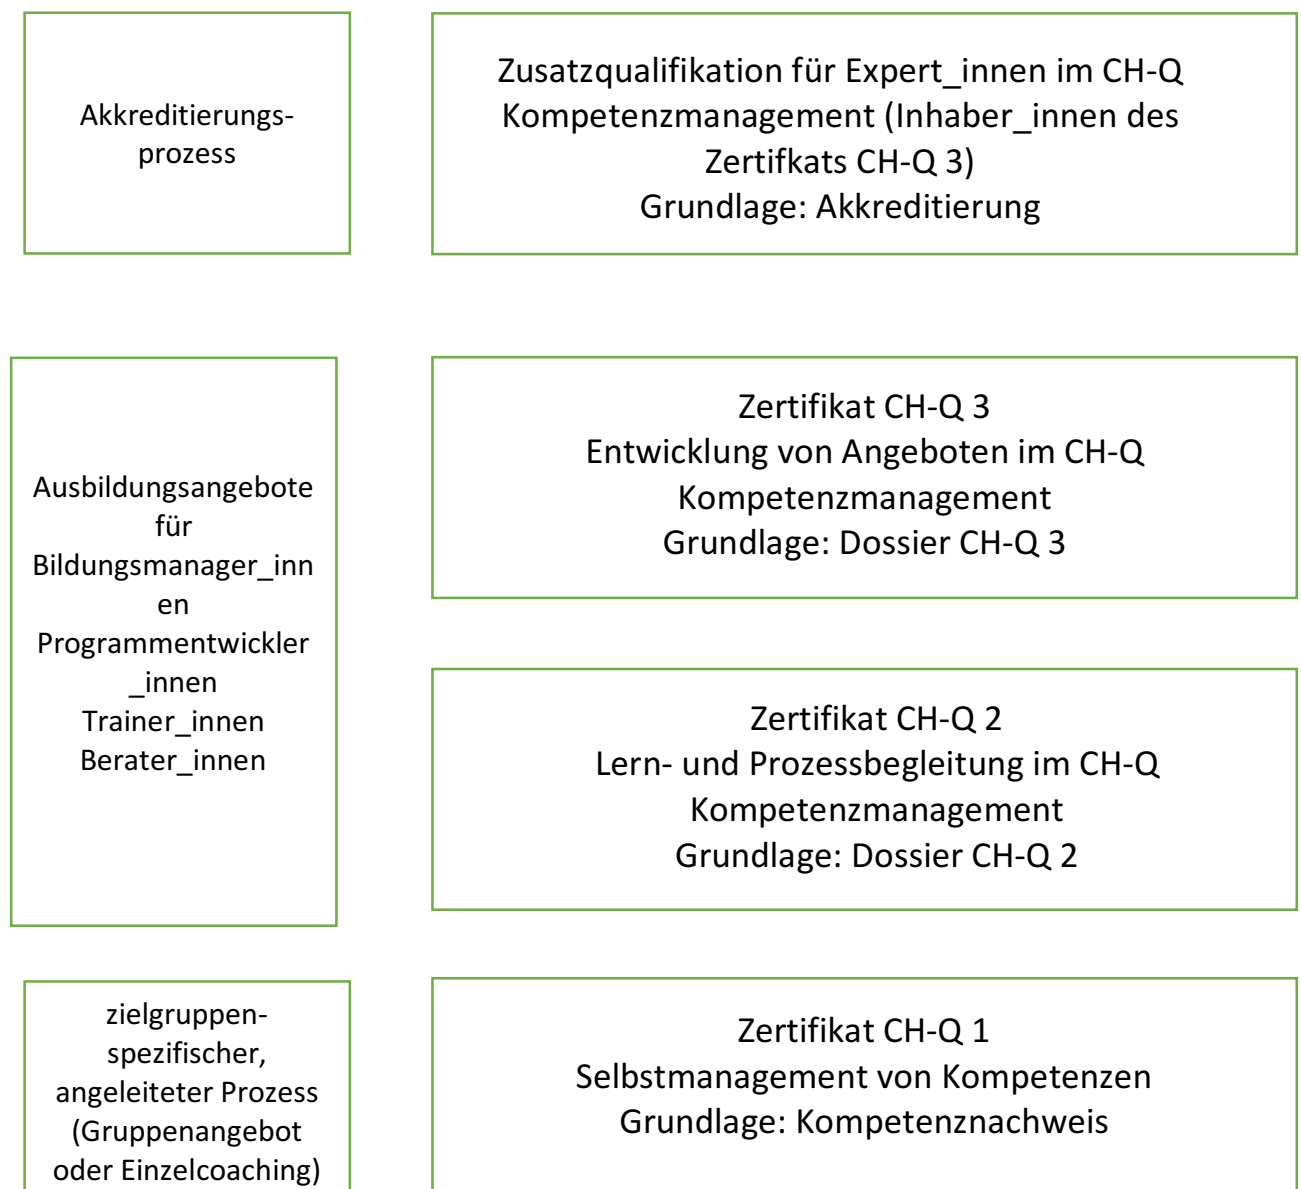 Akkreditierungs-
prozess
Zusatzqualifikation für Expert_innen im CH-Q
Kompetenzmanagement (Inhaber_innen des
Zertifkats CH-Q 3)
Grundlage: Akkreditierung
Ausbildungsangebote
für
Bildungsmanager_inn
en
Programmentwickler
_innen
Trainer_innen
Berater_innen
Zertifikat CH-Q 3
Entwicklung von Angeboten im CH-Q
Kompetenzmanagement
Grundlage: Dossier CH-Q 3
Zertifikat CH-Q 2
Lern- und Prozessbegleitung im CH-Q
Kompetenzmanagement
Grundlage: Dossier CH-Q 2
zielgruppen-
spezifischer,
angeleiteter Prozess
(Gruppenangebot
oder Einzelcoaching)
Zertifikat CH-Q 1
Selbstmanagement von Kompetenzen
Grundlage: Kompetenznachweis